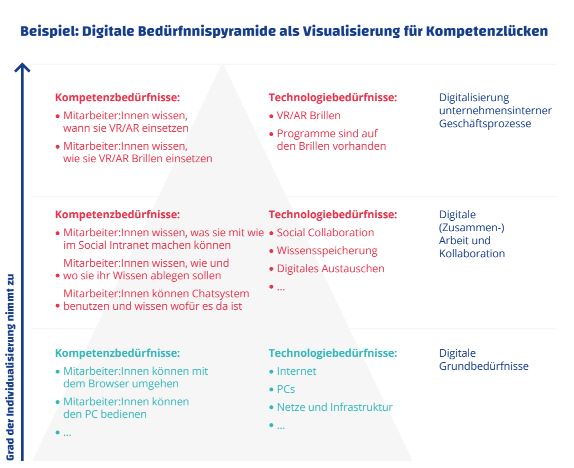 Beispiel: Digitale Bedürfnnispyramide als Visualisierung für Kompetenzlücken
Kompetenzbedürfnisse:
• Mitarbeiter:Innen wissen,
wann sie VR/AR einsetzen
• Mitarbeiter:Innen wissen,
wie sie VR/AR Brillen einsetzen
Technologiebedürfnisse:
• VR/AR Brillen
• Programme sind auf
den Brillen vorhanden
Digitalisierung
unternehmensinterner
Geschäftsprozesse
Kompetenzbedürfnisse:
• Mitarbeiter:Innen wissen, was sie mit wie
im Social Intranet machen können
Mitarbeiter:Innen wissen, wie und
• wo sie ihr Wissen ablegen sollen
Mitarbeiter:Innen können Chatsystem
• benutzen und wissen wofür es da ist
Technologiebedürfnisse:
• Social Collaboration
• Wissensspeicherung
• Digitales Austauschen
• ...
Digitale
(Zusammen-)
Arbeit und
Kollaboration
Kompetenzbedürfnisse:
• Mitarbeiter:Innen können mit
dem Browser umgehen
• Mitarbeiter:Innen können
den PC bedienen
• ...
Technologiebedürfnisse:
• Internet
• PCs
• Netze und Infrastruktur
• ...
Digitale
Grundbedürfnisse
Grad der Individualisierung nimmt zu